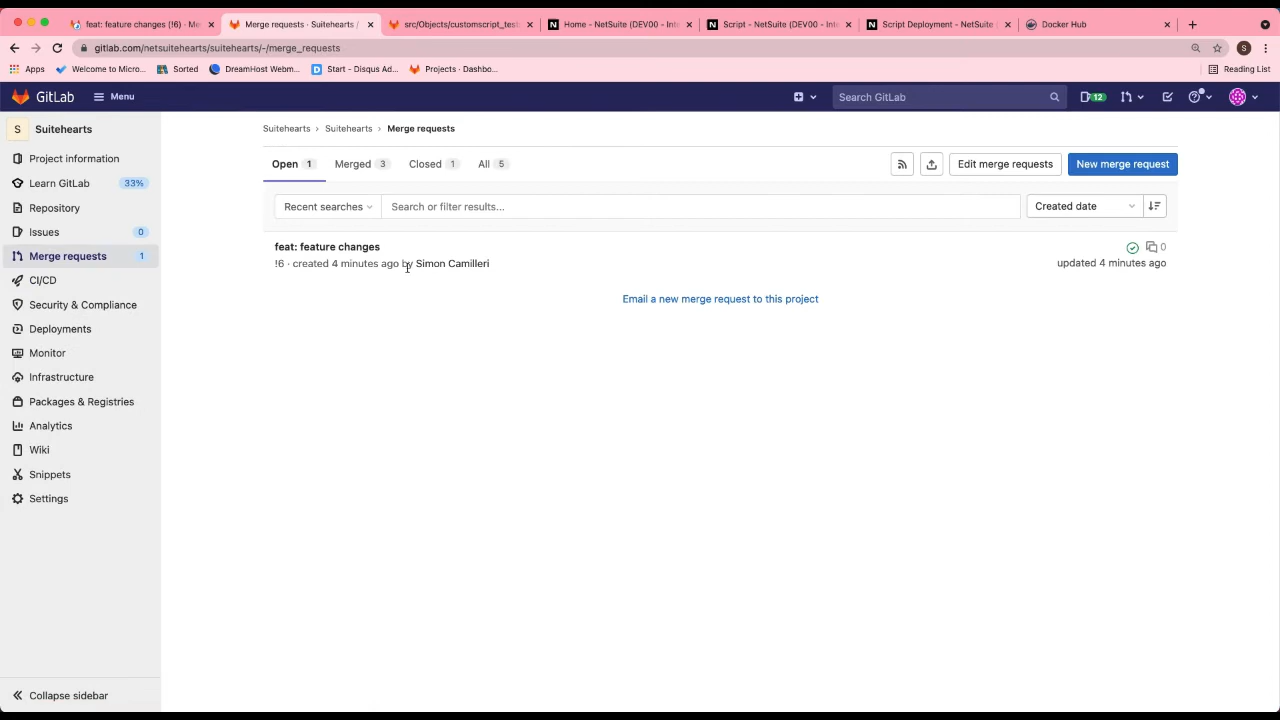 feat: feature changes (!6) · Me
Merge requests · Suitehearts /
src/Objects/customscript_test
Home - NetSuite (DEV00 - Inte
Script - NetSuite (DEV00 - Int
Script Deployment - NetSuite (
Docker Hub
gitlab.com/netsuitehearts/suitehearts/-/merge_requests
S
Apps
Welcome to Micro...
Sorted
DreamHost Webm...
Start - Disqus Ad...
Projects · Dashbo...
Reading List
GitLab
Menu
Search GitLab
12
S
Suitehearts
Project information
Learn GitLab
33%
Repository
Issues
0
Merge requests
1
CI/CD
Security & Compliance
Deployments
Monitor
Infrastructure
Packages & Registries
Analytics
Wiki
Snippets
Settings
Collapse sidebar
Suitehearts › Suitehearts › Merge requests
Open 1
Merged 3
Closed 1
All 5
Edit merge requests
New merge request
Recent searches
Search or filter results...
Created date
feat: feature changes
0
!6 · created 4 minutes ago by Simon Camilleri
updated 4 minutes ago
Email a new merge request to this project